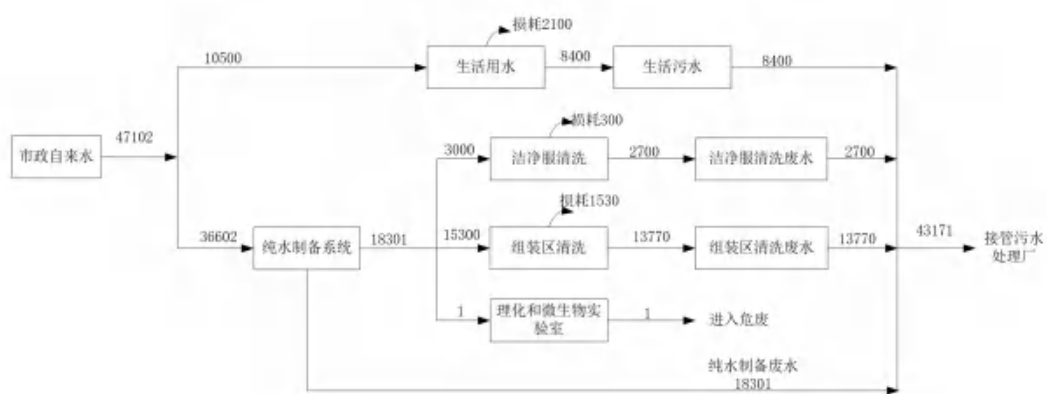 损耗2100
10500
生活用水
8400
生活污水
8400
市政自来水
47102
损耗300
3000
洁净服清洗
2700
洁净服清洗废水
2700
损耗1530
36602
纯水制备系统
18301
15300
组装区清洗
13770
组装区清洗废水
13770
43171
接管污水
处理厂
1
理化和微生物实
验室
1
进入危废
纯水制备废水
18301